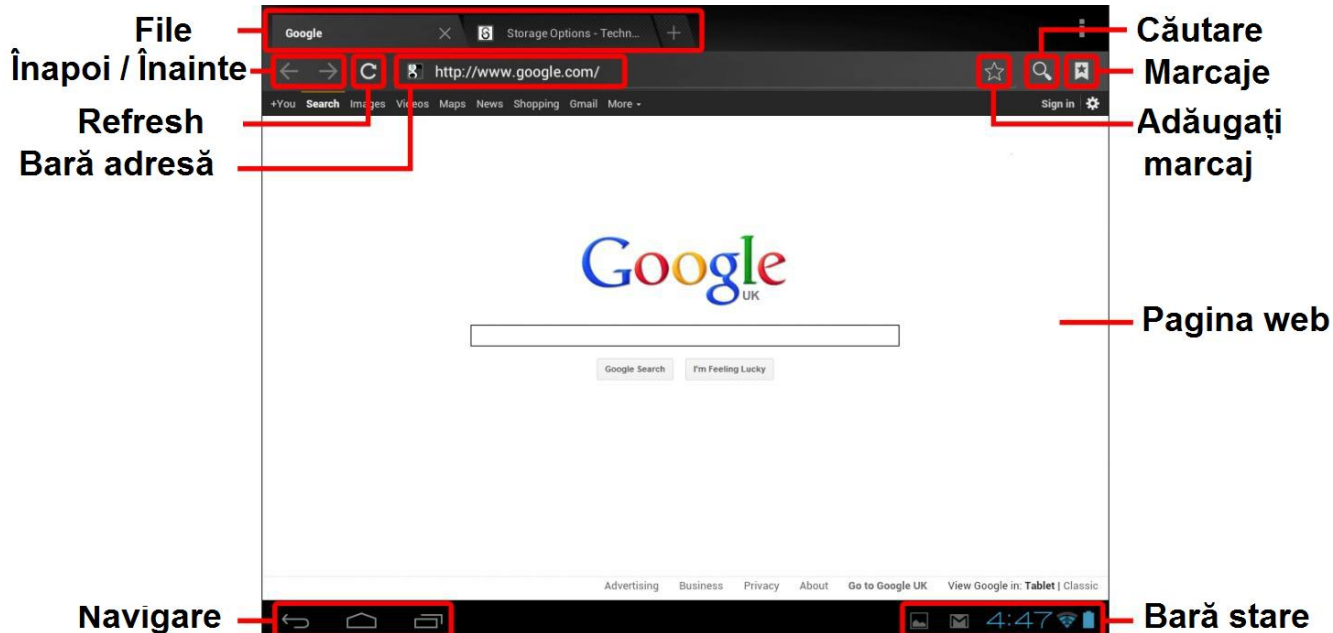 File
Google
Storage Options - Techn...
Căutare
Înapoi / Înainte
http://www.google.com/
Marcaje
+You Search Images Videos Maps News Shopping Gmail More
Sign in
Refresh
Adăugați
marcaj
Bară adresă
Google
UK
Pagina web
Google Search I'm Feeling Lucky
Advertising Business Privacy About Go to Google UK View Google in: Tablet | Classic
Navigare
4:47
Bară stare